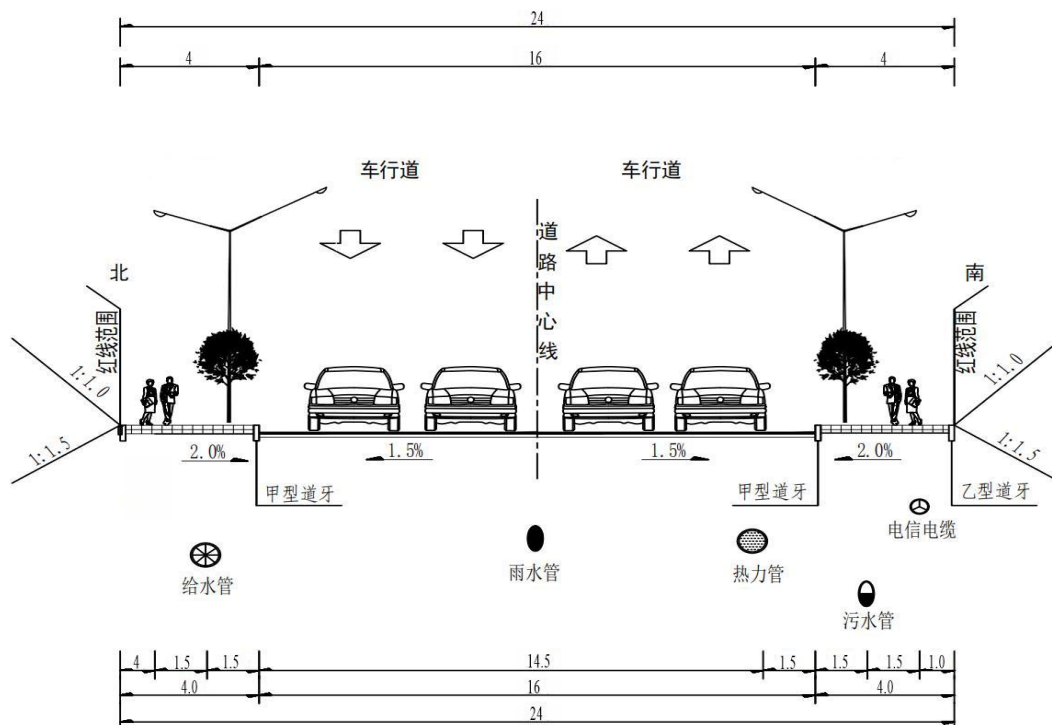 24
4
16
4
车行道
车行道
道路中心线
北
南
红线范围
红线范围
1:1.0
1:1.0
1:1.5
1:1.5
2.0%
1.5%
1.5%
2.0%
甲型道牙
甲型道牙
乙型道牙
电信电缆
给水管
雨水管
热力管
污水管
4
1.5
1.5
14.5
1.5
1.5
1.5
1.0
4.0
16
4.0
24